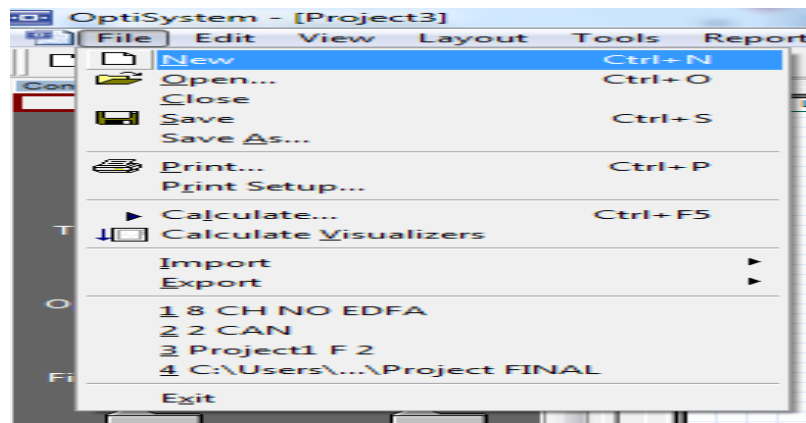 OptiSystem - [Project3]
File Edit View Layout Tools Report
New Ctrl+N
Open... Ctrl+O
Close
Save Ctrl+S
Save As...
Print... Ctrl+P
Print Setup...
Calculate... Ctrl+F5
Calculate Visualizers
Import
Export
1 8 CH NO EDFA
2 2 CAN
3 Project1 F 2
4 C:\Users\...\Project FINAL
Exit